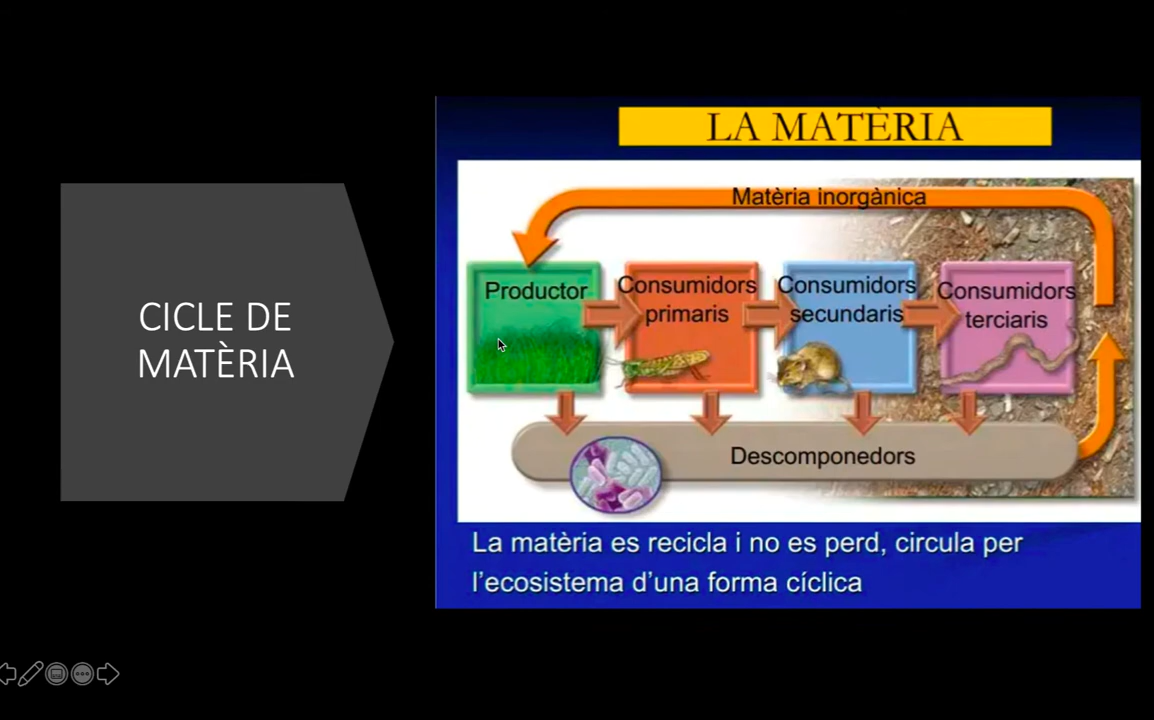 CICLE DE
MATÈRIA
LA MATÈRIA
Matèria inorgànica
Productor
Consumidors
primaris
Consumidors
secundaris
Consumidors
terciaris
Descomponedors
La matèria es recicla i no es perd, circula per
l'ecosistema d'una forma cíclica